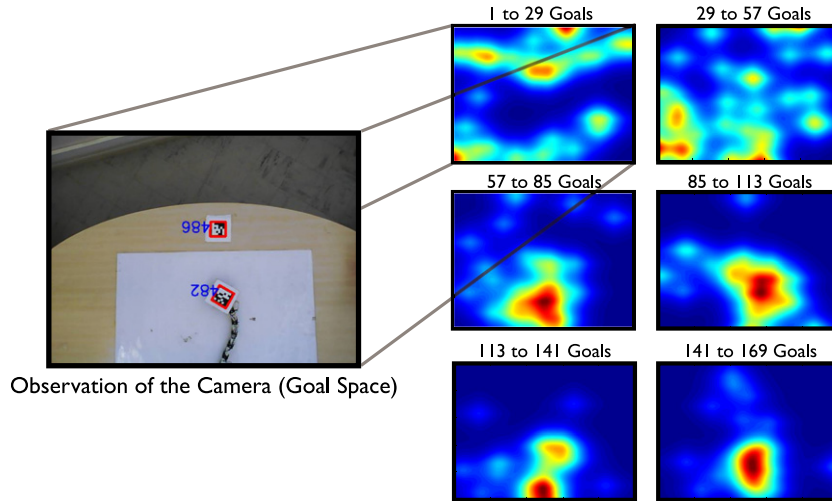 1 to 29 Goals
29 to 57 Goals
486
482
57 to 85 Goals
85 to 113 Goals
Observation of the Camera (Goal Space)
113 to 141 Goals
141 to 169 Goals